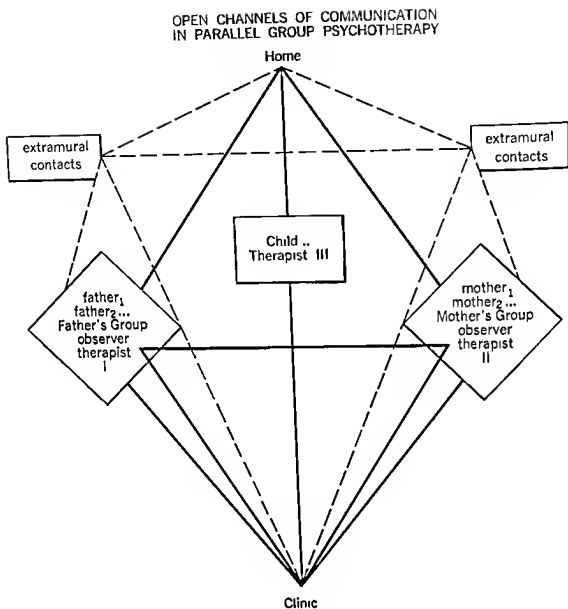 OPEN CHANNELS OF COMMUNICATION
IN PARALLEL GROUP PSYCHOTHERAPY
Home
extramural
contacts
extramural
contacts
Child ..
Therapist III
father₁
father₂...
Father's Group
observer
therapist
I
mother₁
mother₂...
Mother's Group
observer
therapist
II
Clinic